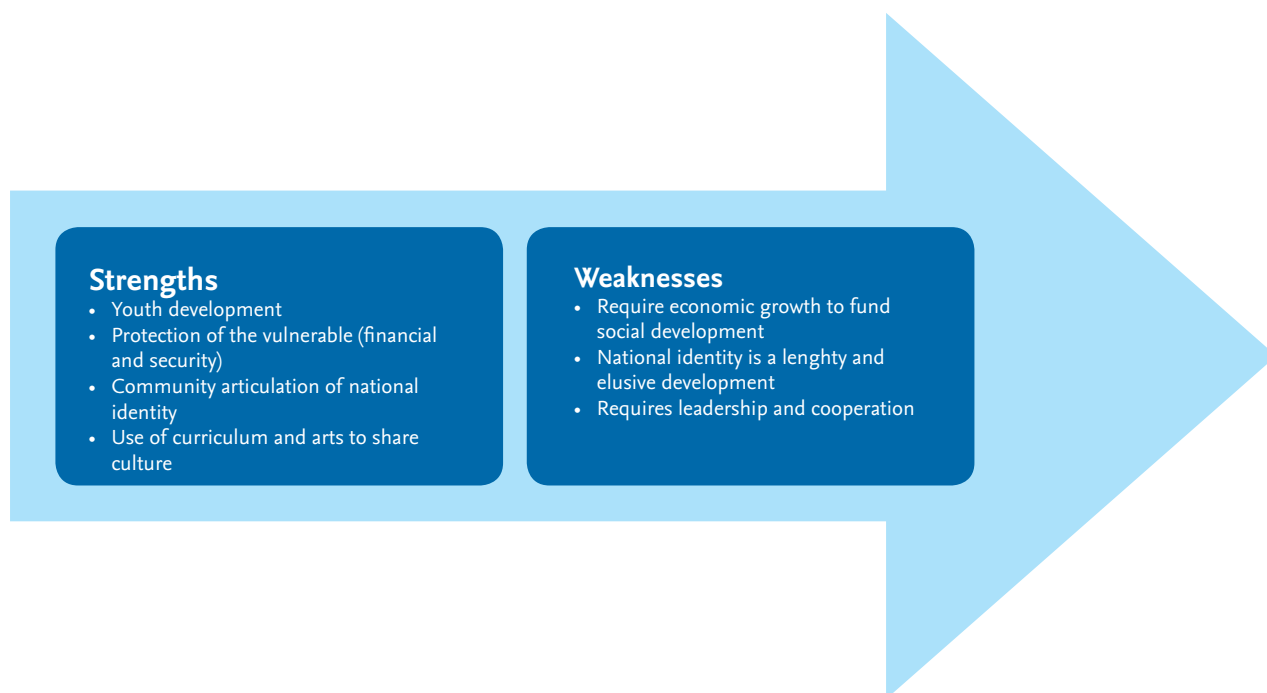 Strengths
• Youth development
• Protection of the vulnerable (financial
and security)
• Community articulation of national
identity
• Use of curriculum and arts to share
culture
Weaknesses
• Require economic growth to fund
social development
• National identity is a lenghty and
elusive development
• Requires leadership and cooperation